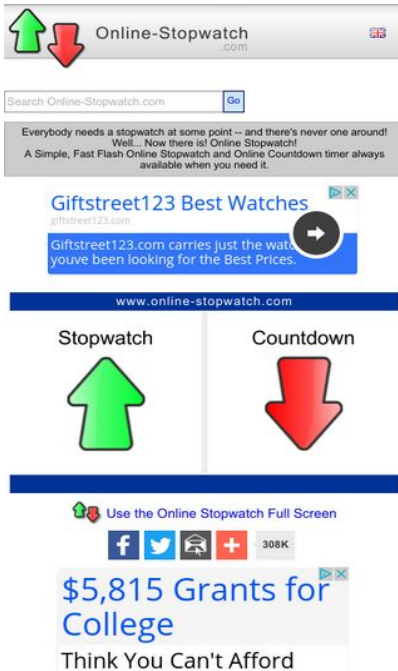 Online-Stopwatch
.com
Search Online-Stopwatch.com
Go
Everybody needs a stopwatch at some point -- and there's never one around!
Well... Now there is! Online Stopwatch!
A Simple, Fast Flash Online Stopwatch and Online Countdown timer always
available when you need it.
Giftstreet123 Best Watches
giftstreet123.com
Giftstreet123.com carries just the
youve been looking for the Best Prices.
www.online-stopwatch.com
Stopwatch
Countdown
Use the Online Stopwatch Full Screen
308K
$5,815 Grants for
College
Think You Can't Afford